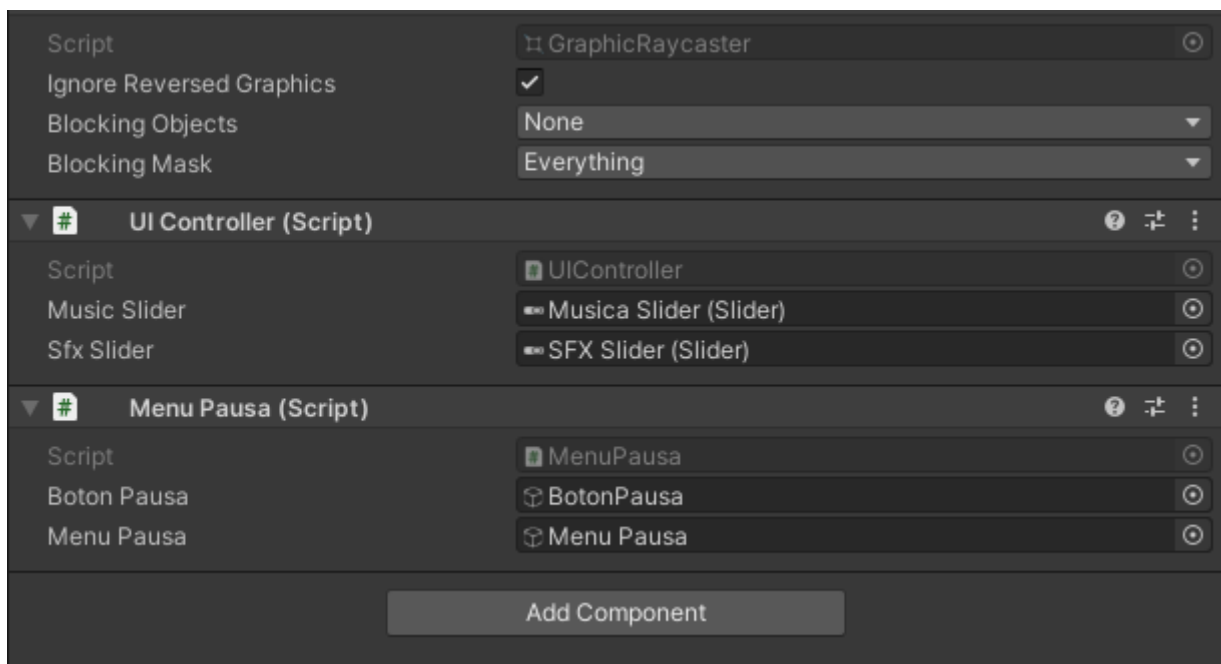 Script GraphicRaycaster
Ignore Reversed Graphics
Blocking Objects None
Blocking Mask Everything
# UI Controller (Script)
Script # UIController
Music Slider Musica Slider (Slider)
Sfx Slider SFX Slider (Slider)
# Menu Pausa (Script)
Script # MenuPausa
Boton Pausa BotonPausa
Menu Pausa Menu Pausa
Add Component